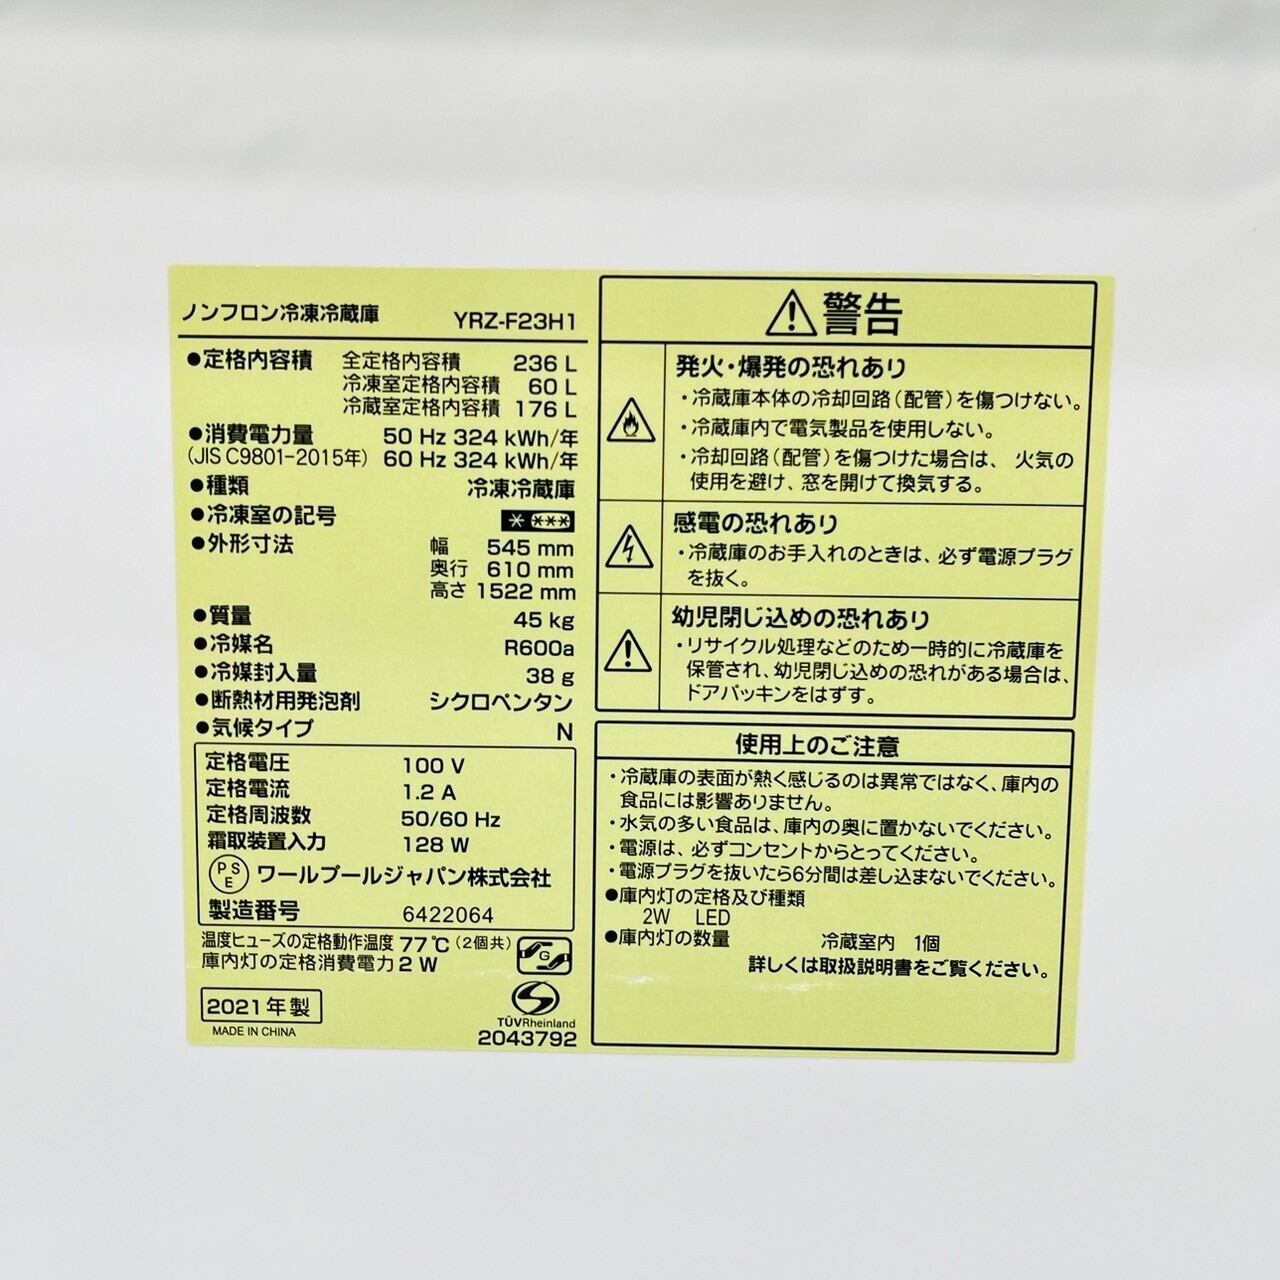 ノンフロン冷凍冷蔵庫 YRZ-F23H1
●定格内容積 全定格内容積 236 L
冷凍室定格内容積 60 L
冷蔵室定格内容積 176 L
●消費電力量 50 Hz 324 kWh/年
(JIS C9801-2015年) 60 Hz 324 kWh/年
●種類 冷凍冷蔵庫
●冷凍室の記号
●外形寸法 幅 545 mm
奥行 610 mm
高さ 1522 mm
●質量 45 kg
●冷媒名 R600a
●冷媒封入量 38 g
●断熱材用発泡剤 シクロペンタン
●気候タイプ N
定格電圧 100 V
定格電流 1.2 A
定格周波数 50/60 Hz
霜取装置入力 128 W
PSE ワールプールジャパン株式会社
製造番号 6422064
温度ヒューズの定格動作温度 77℃ (2個共)
庫内灯の定格消費電力 2 W
G
2021年製
MADE IN CHINA
TÜVRheinland
2043792
警告
発火・爆発の恐れあり
・冷蔵庫本体の冷却回路(配管)を傷つけない。
・冷蔵庫内で電気製品を使用しない。
・冷却回路(配管)を傷つけた場合は、火気の
使用を避け、窓を開けて換気する。
感電の恐れあり
・冷蔵庫のお手入れのときは、必ず電源プラグ
を抜く。
幼児閉じ込めの恐れあり
・リサイクル処理などのため一時的に冷蔵庫を
保管され、幼児閉じ込めの恐れがある場合は、
ドアパッキンをはずす。
使用上のご注意
・冷蔵庫の表面が熱く感じるのは異常ではなく、庫内の
食品には影響ありません。
・水気の多い食品は、庫内の奥に置かないでください。
・電源は、必ずコンセントからとってください。
・電源プラグを抜いたら6分間は差し込まないでください。
●庫内灯の定格及び種類
2W LED
●庫内灯の数量 冷蔵室内 1個
詳しくは取扱説明書をご覧ください。